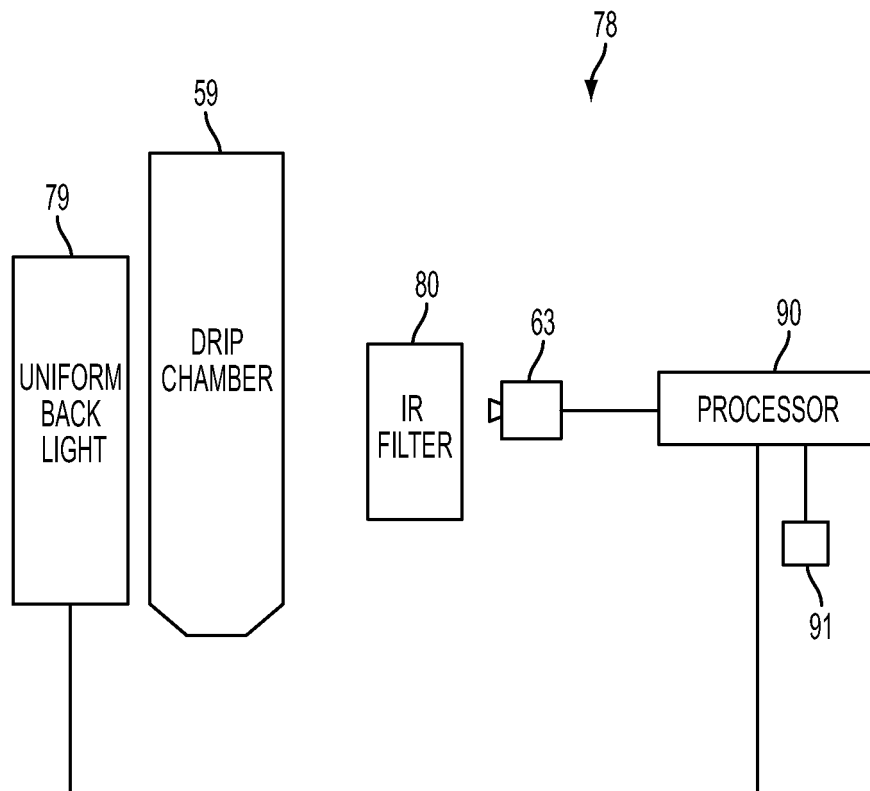 78
59
79
80
63
90
UNIFORM
BACK
LIGHT
DRIP
CHAMBER
IR
FILTER
PROCESSOR
91